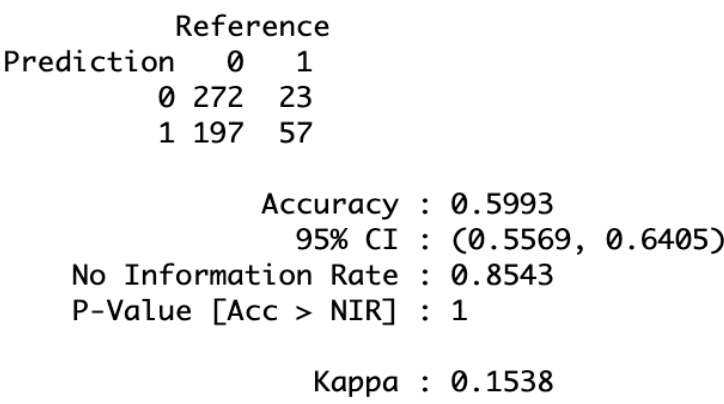 Reference
Prediction 0 1
0 272 23
1 197 57
Accuracy : 0.5993
95% CI : (0.5569, 0.6405)
No Information Rate : 0.8543
P-Value [Acc > NIR] : 1
Kappa : 0.1538